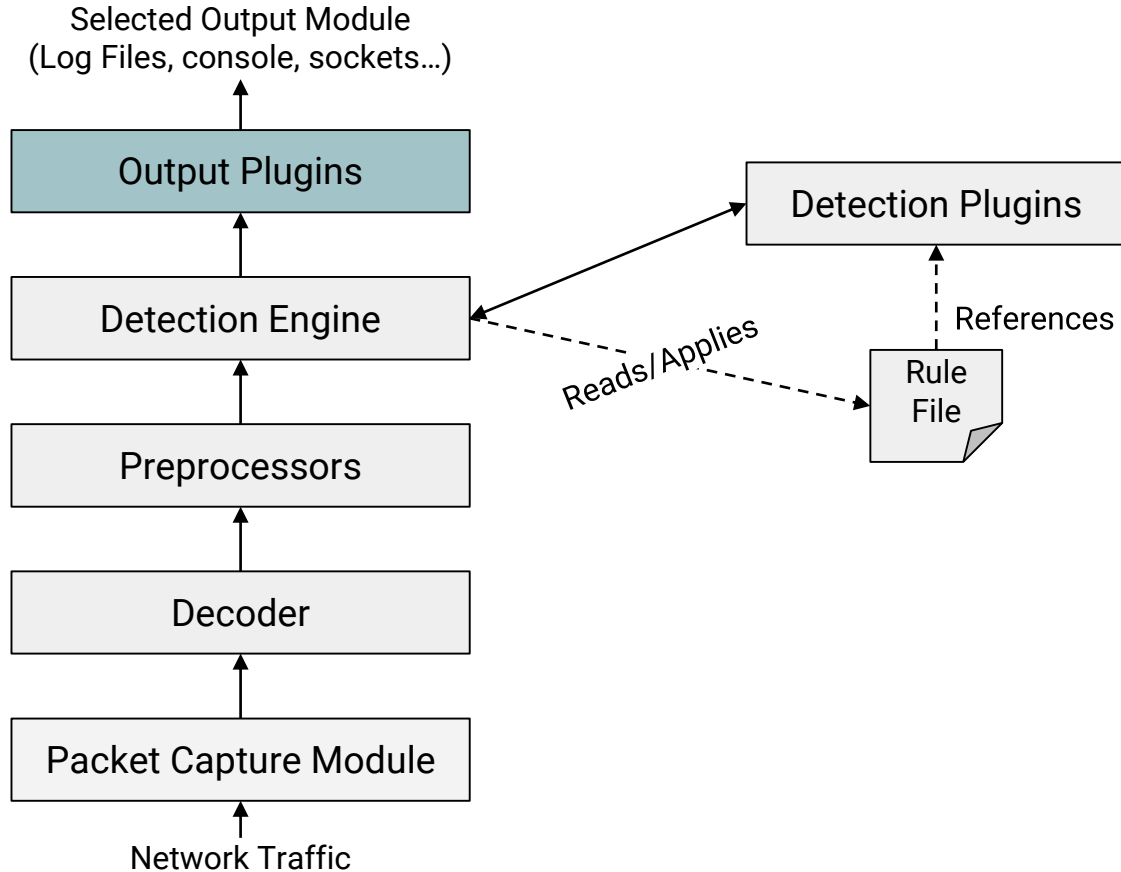 Selected Output Module
(Log Files, console, sockets…)
Output Plugins
Detection Plugins
Detection Engine
References
Reads/Applies
Rule
File
Preprocessors
Decoder
Packet Capture Module
Network Traffic